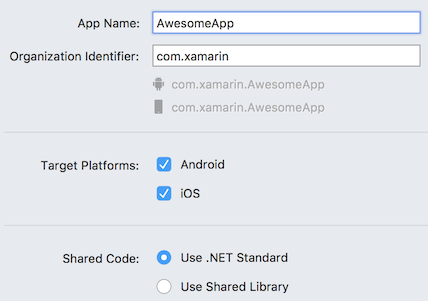 App Name: AwesomeApp
Organization Identifier: com.xamarin
com.xamarin.AwesomeApp
com.xamarin.AwesomeApp
Target Platforms: Android
iOS
Shared Code: Use .NET Standard
Use Shared Library